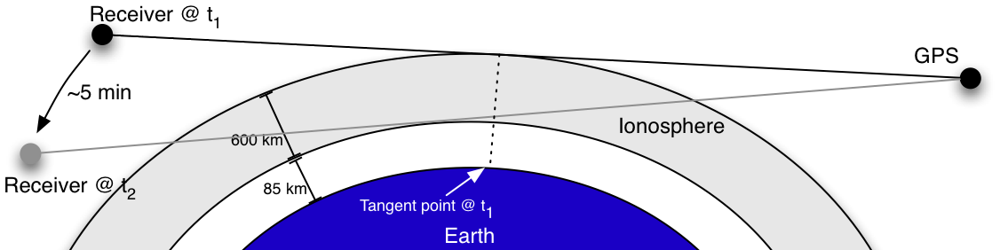 Receiver @ t1
GPS
~5 min
Ionosphere
600 km
85 km
Receiver @ t2
Tangent point @ t1
Earth